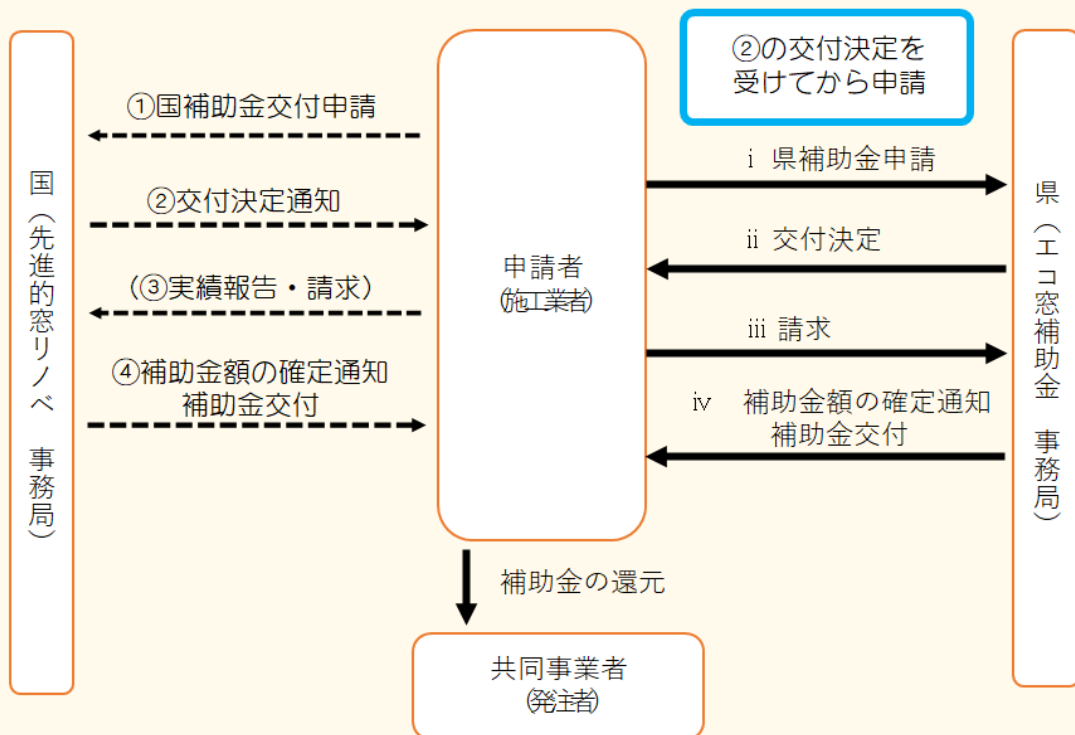 国（先進的窓リノベ　事務局）
①国補助金交付申請
②交付決定通知
（③実績報告・請求）
④補助金額の確定通知
補助金交付
申請者
（施工業者）
②の交付決定を
受けてから申請
ⅰ 県補助金申請
ⅱ 交付決定
ⅲ 請求
ⅳ　補助金額の確定通知
補助金交付
県（エコ窓補助金　事務局）
補助金の還元
共同事業者
（発注者）